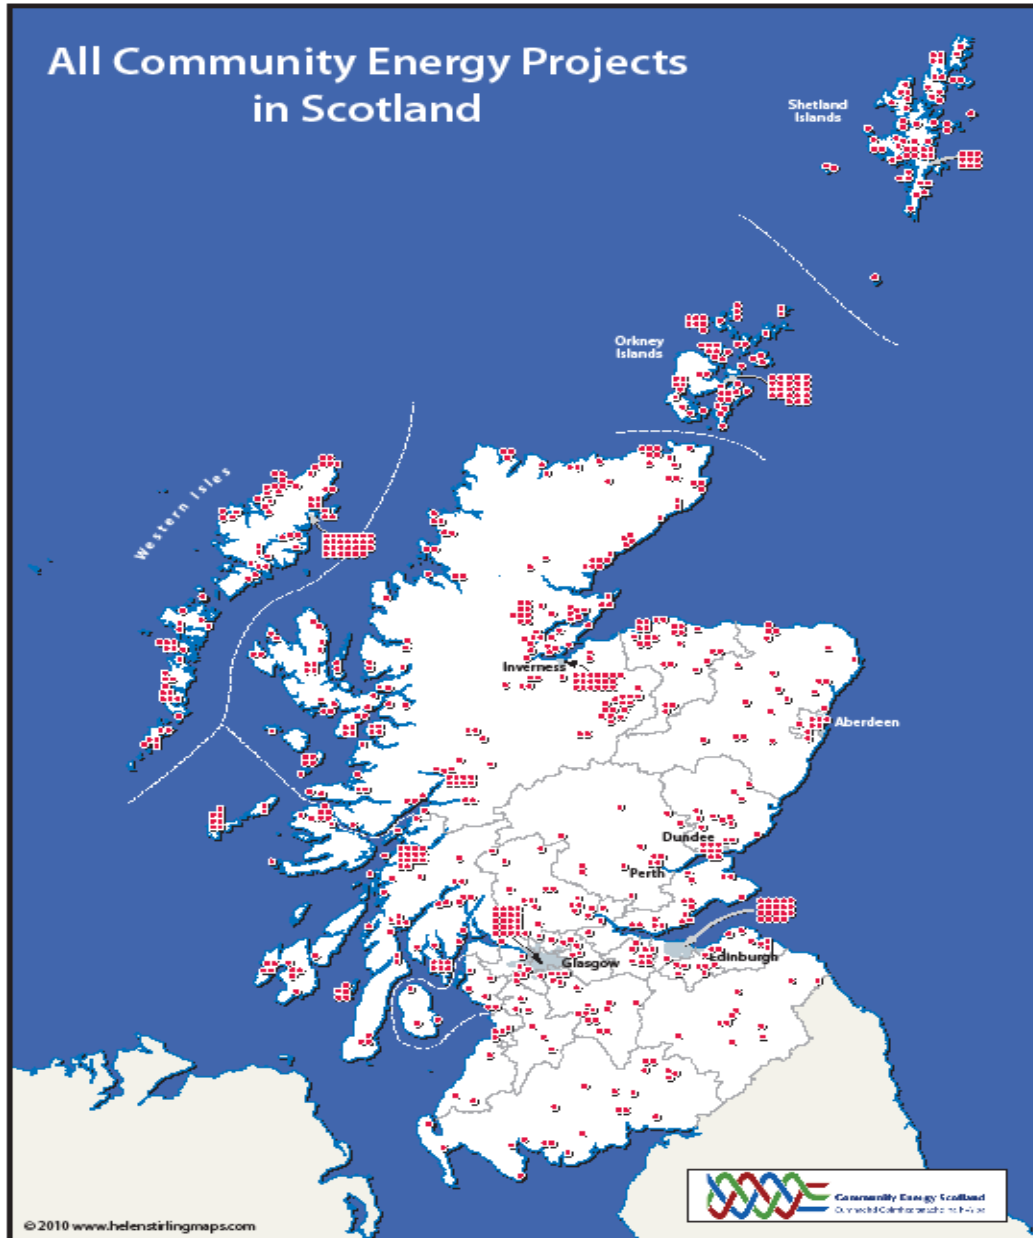 All Community Energy Projects
in Scotland
Shetland
Islands
Orkney
Islands
Western Isles
Inverness
Aberdeen
Dundee
Perth
Glasgow
Edinburgh
Community Energy Scotland
© 2010 www.helenstirlingmaps.com